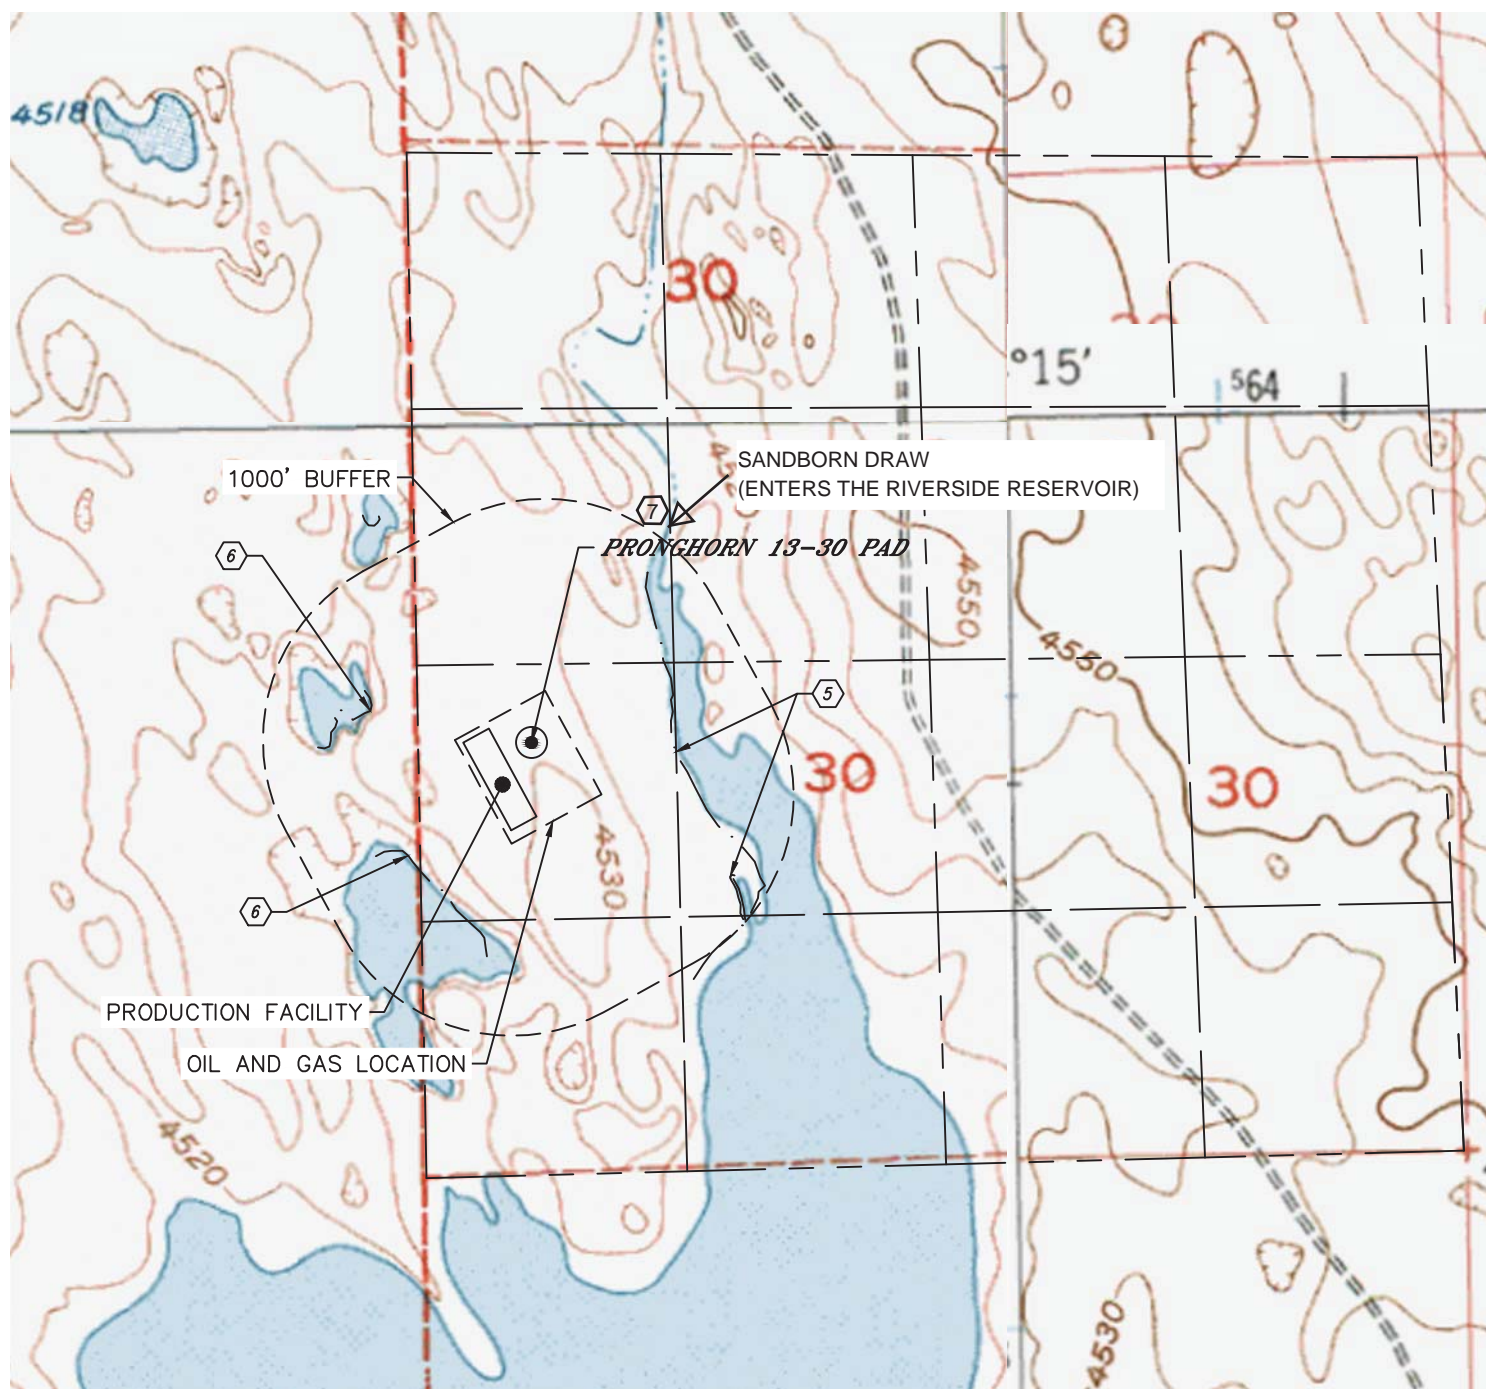 4518
30
°15'
564
SANDBORN DRAW
(ENTERS THE RIVERSIDE RESERVOIR)
1000' BUFFER
7
PRONGHORN 13-30 PAD
6
4550
4550
5
30
30
4530
6
PRODUCTION FACILITY
OIL AND GAS LOCATION
4520
4530